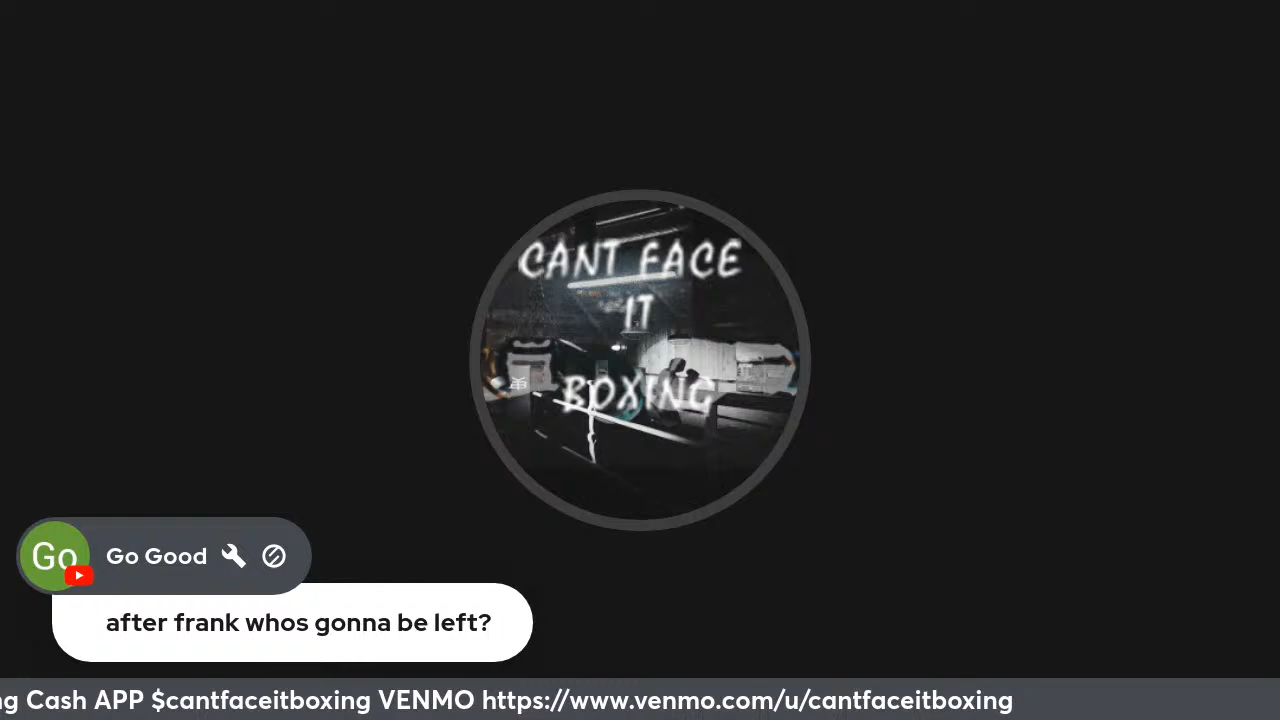 CANT FACE
IT
BOXING
Go
Go Good
after frank whos gonna be left?
ng Cash APP $cantfaceitboxing VENMO https://www.venmo.com/u/cantfaceitboxing